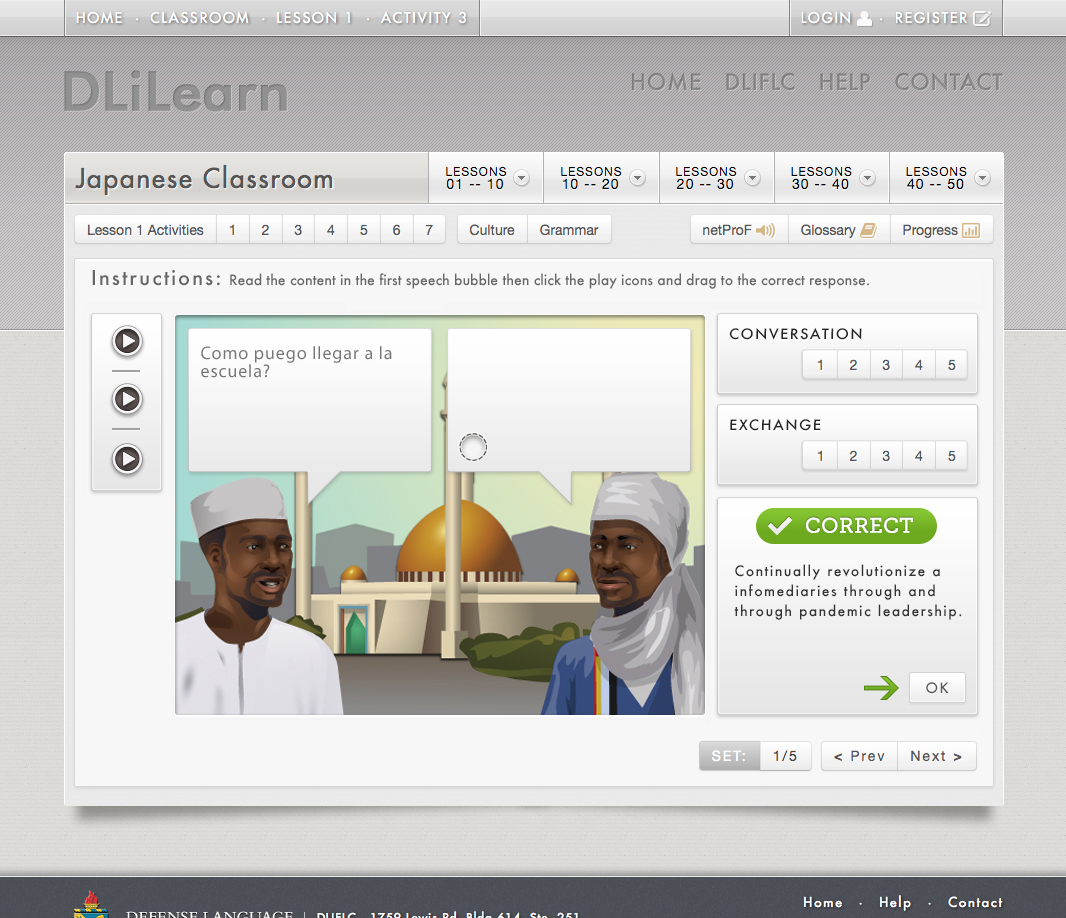 HOME · CLASSROOM · LESSON 1 · ACTIVITY 3
LOGIN · REGISTER
DLiLearn
HOME DLIFLC HELP CONTACT
Japanese Classroom
LESSONS 01 -- 10
LESSONS 10 -- 20
LESSONS 20 -- 30
LESSONS 30 -- 40
LESSONS 40 -- 50
Lesson 1 Activities 1 2 3 4 5 6 7
Culture Grammar
netProF Glossary Progress
Instructions: Read the content in the first speech bubble then click the play icons and drag to the correct response.
Como puego llegar a la
escuela?
CONVERSATION
1 2 3 4 5
EXCHANGE
1 2 3 4 5
CORRECT
Continually revolutionize a
infomediaries through and
through pandemic leadership.
OK
SET: 1/5 < Prev Next >
Home · Help · Contact
DEFENSE LANGUAGE | DLIFLC 1759 Lewis Rd. Bldg 614, Ste. 251